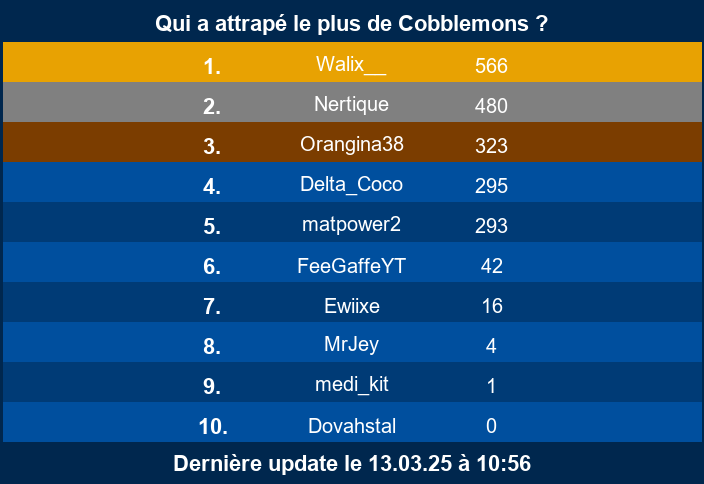 Qui a attrapé le plus de Cobblemons ?
1. Walix__ 566
2. Nertique 480
3. Orangina38 323
4. Delta_Coco 295
5. matpower2 293
6. FeeGaffeYT 42
7. Ewiixe 16
8. MrJey 4
9. medi_kit 1
10. Dovahstal 0
Dernière update le 13.03.25 à 10:56